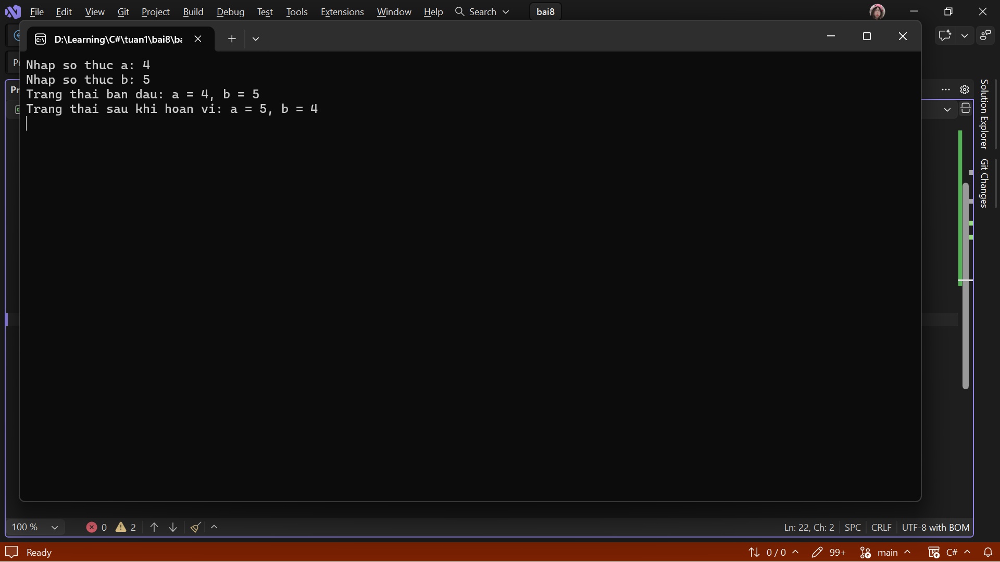 File Edit View Git Project Build Debug Test Tools Extensions Window Help Search bai8
D:\Learning\C#\tuan1\bai8\ba
Nhap so thuc a: 4
Nhap so thuc b: 5
Trang thai ban dau: a = 4, b = 5
Trang thai sau khi hoan vi: a = 5, b = 4
Solution Explorer
Git Changes
100 % 0 2 Ln: 22, Ch: 2 SPC CRLF UTF-8 with BOM
Ready 0 / 0 99+ main C#